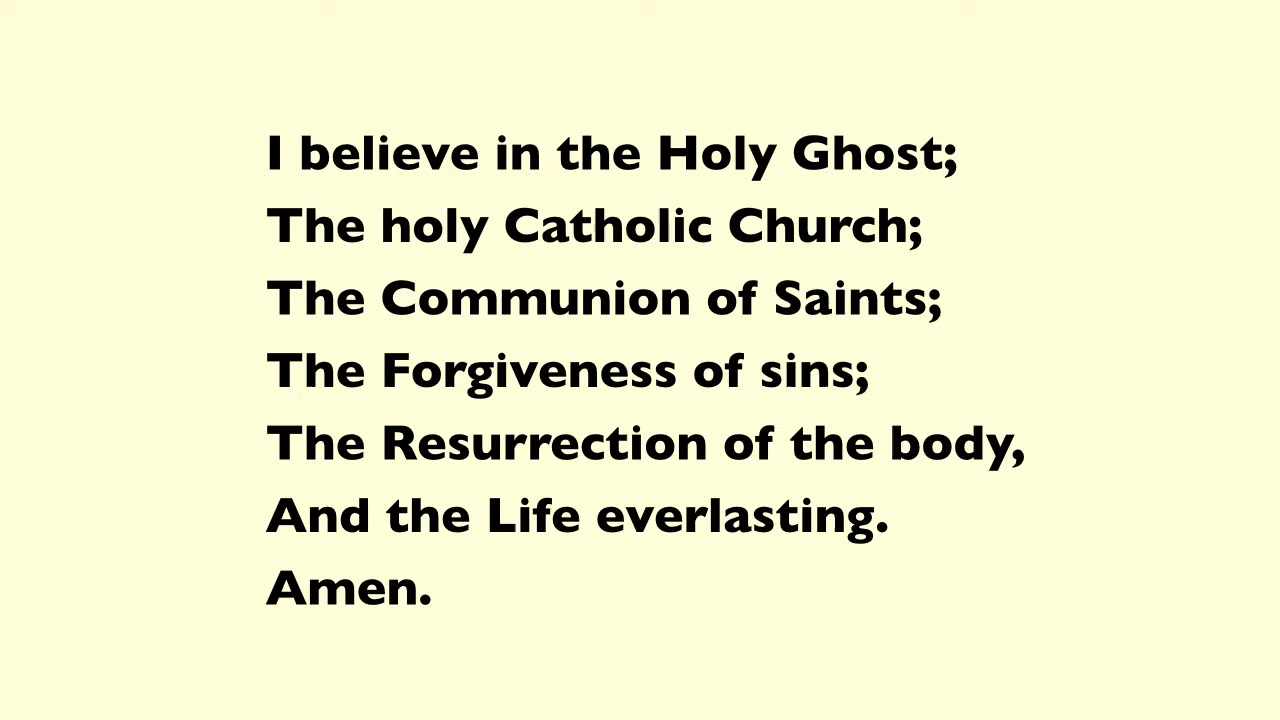 I believe in the Holy Ghost;
The holy Catholic Church;
The Communion of Saints;
The Forgiveness of sins;
The Resurrection of the body,
And the Life everlasting.
Amen.